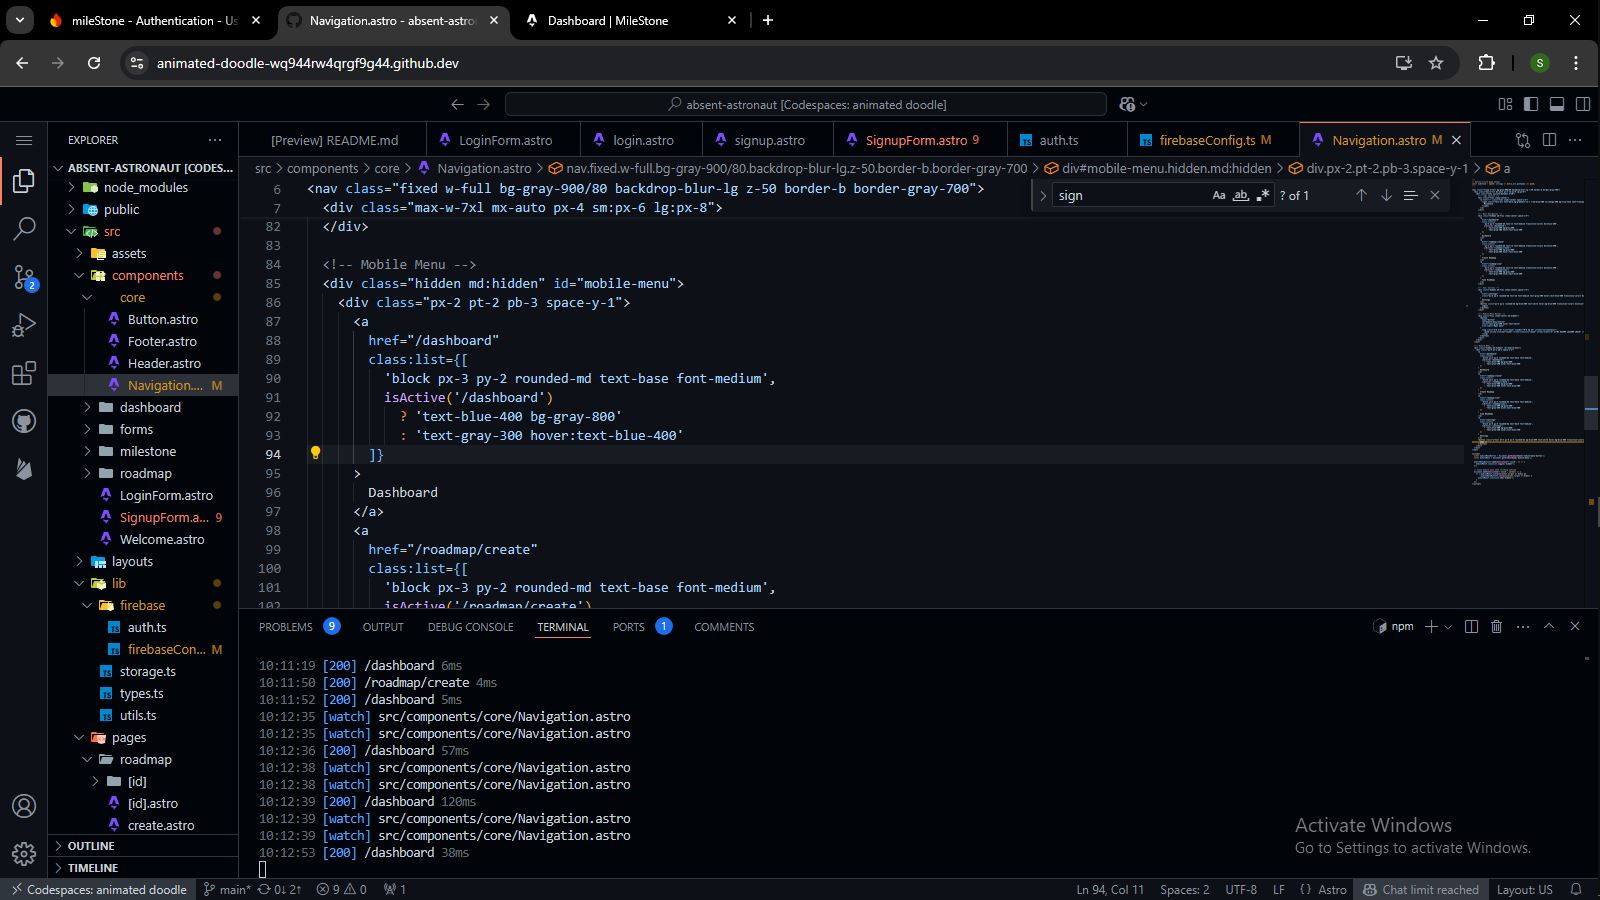 mileStone - Authentication - Us
Navigation.astro - absent-astro
Dashboard | MileStone
animated-doodle-wq944rw4qrgf9g44.github.dev
S
absent-astronaut [Codespaces: animated doodle]
EXPLORER
[Preview] README.md
LoginForm.astro
login.astro
signup.astro
SignupForm.astro 9
auth.ts
firebaseConfig.ts M
Navigation.astro M
ABSENT-ASTRONAUT [CODES...
node_modules
public
src
assets
components
core
Button.astro
Footer.astro
Header.astro
Navigation.... M
dashboard
forms
milestone
roadmap
LoginForm.astro
SignupForm.a... 9
Welcome.astro
layouts
lib
firebase
auth.ts
firebaseCon... M
storage.ts
types.ts
utils.ts
pages
roadmap
[id]
[id].astro
create.astro
OUTLINE
TIMELINE
2
src > components > core > Navigation.astro > nav.fixed.w-full.bg-gray-900/80.backdrop-blur-lg.z-50.border-b.border-gray-700 > div#mobile-menu.hidden.md:hidden > div.px-2.pt-2.pb-3.space-y-1 > a
sign
Aa ab .* ? of 1
6 <nav class="fixed w-full bg-gray-900/80 backdrop-blur-lg z-50 border-b border-gray-700">
7 <div class="max-w-7xl mx-auto px-4 sm:px-6 lg:px-8">
82 </div>
83
84 <!-- Mobile Menu -->
85 <div class="hidden md:hidden" id="mobile-menu">
86 <div class="px-2 pt-2 pb-3 space-y-1">
87 <a
88 href="/dashboard"
89 class:list={[
90 'block px-3 py-2 rounded-md text-base font-medium',
91 isActive('/dashboard')
92 ? 'text-blue-400 bg-gray-800'
93 : 'text-gray-300 hover:text-blue-400'
94 ]}
95 >
96 Dashboard
97 </a>
98 <a
99 href="/roadmap/create"
100 class:list={[
101 'block px-3 py-2 rounded-md text-base font-medium',
102 isActive('/roadmap/create')
PROBLEMS 9 OUTPUT DEBUG CONSOLE TERMINAL PORTS 1 COMMENTS
npm
10:11:19 [200] /dashboard 6ms
10:11:50 [200] /roadmap/create 4ms
10:11:52 [200] /dashboard 5ms
10:12:35 [watch] src/components/core/Navigation.astro
10:12:35 [watch] src/components/core/Navigation.astro
10:12:36 [200] /dashboard 57ms
10:12:38 [watch] src/components/core/Navigation.astro
10:12:38 [watch] src/components/core/Navigation.astro
10:12:39 [200] /dashboard 120ms
10:12:39 [watch] src/components/core/Navigation.astro
10:12:39 [watch] src/components/core/Navigation.astro
10:12:53 [200] /dashboard 38ms
Activate Windows
Go to Settings to activate Windows.
Codespaces: animated doodle main* 0↓ 2↑ 9 0 1
Ln 94, Col 11 Spaces: 2 UTF-8 LF {} Astro Chat limit reached Layout: US